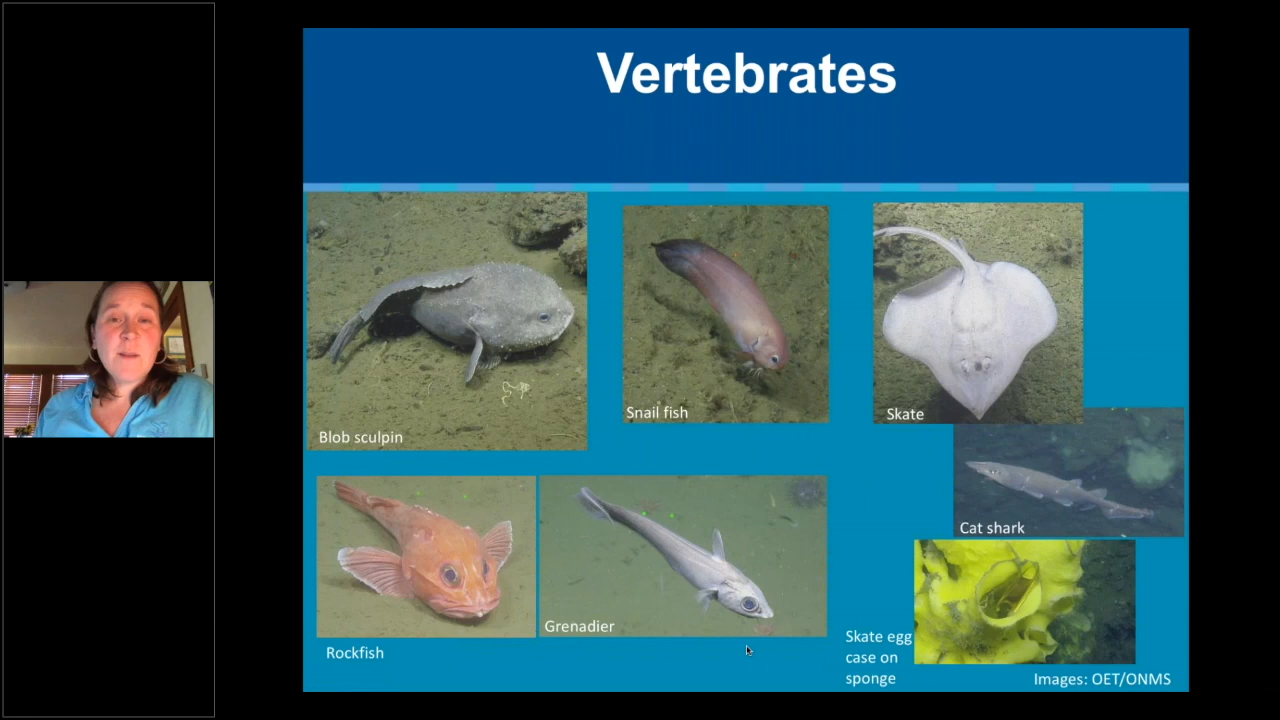 Vertebrates
Blob sculpin
Snail fish
Skate
Cat shark
Rockfish
Grenadier
Skate egg
case on
sponge
Images: OET/ONMS